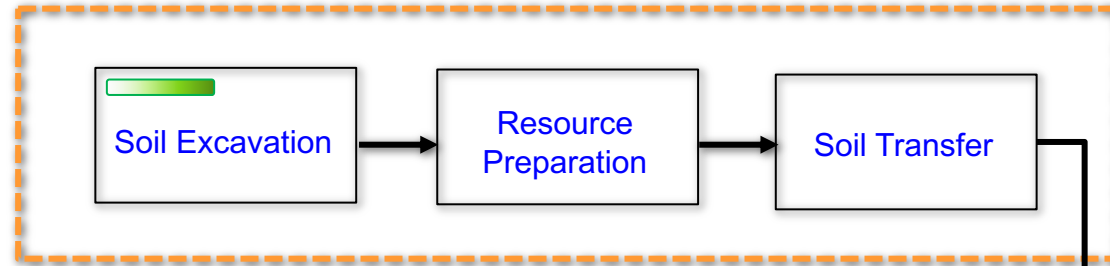 Soil Excavation
Resource
Preparation
Soil Transfer